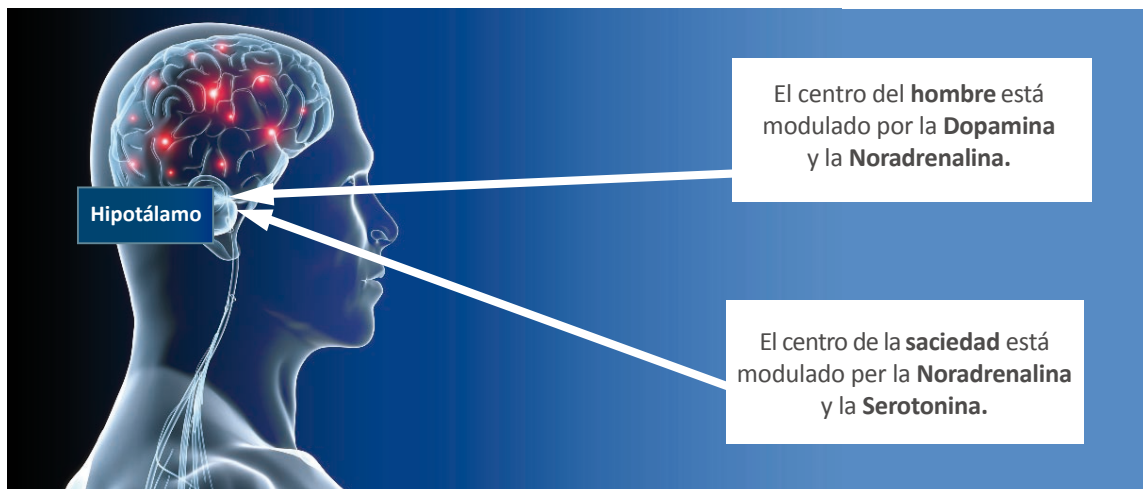 El centro del hombre está
modulado por la Dopamina
y la Noradrenalina.
Hipotálamo
El centro de la saciedad está
modulado per la Noradrenalina
y la Serotonina.